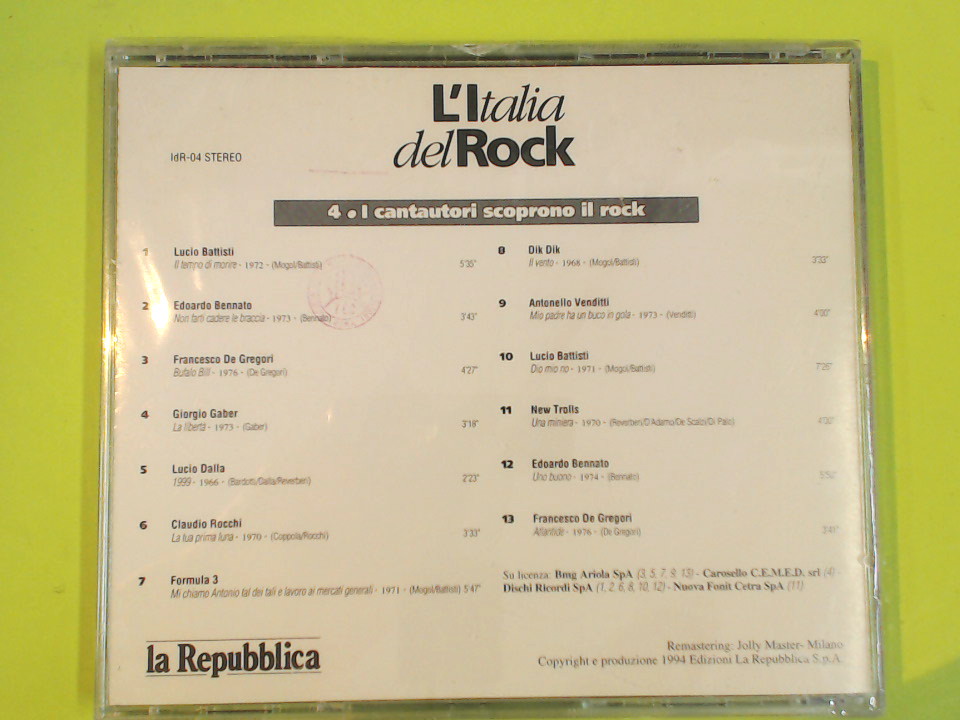 L'Italia
del Rock
IdR-04 STEREO
4 • I cantautori scoprono il rock
1 Lucio Battisti
Il tempo di morire - 1972 - (Mogol/Battisti) 5'35"
2 Edoardo Bennato
Non farti cadere le braccia - 1973 - (Bennato) 3'43"
3 Francesco De Gregori
Bufalo Bill - 1976 - (De Gregori) 4'27"
4 Giorgio Gaber
La libertà - 1973 - (Gaber) 3'18"
5 Lucio Dalla
1999 - 1966 - (Bardotti/Dalla/Reverberi) 2'23"
6 Claudio Rocchi
La tua prima luna - 1970 - (Coppola/Rocchi) 3'33"
7 Formula 3
Mi chiamo Antonio tal dei tali e lavoro ai mercati generali - 1971 - (Mogol/Battisti) 5'47"
8 Dik Dik
Il vento - 1968 - (Mogol/Battisti) 3'33"
9 Antonello Venditti
Mio padre ha un buco in gola - 1973 - (Venditti) 4'00"
10 Lucio Battisti
Dio mio no - 1971 - (Mogol/Battisti) 7'26"
11 New Trolls
Una miniera - 1970 - (Reverberi/D'Adamo/De Scalzi/Di Palo)
12 Edoardo Bennato
Uno buono - 1974 - (Bennato)
13 Francesco De Gregori
Atlantide - 1976 - (De Gregori) 3'41"
Su licenza: Bmg Ariola SpA (3, 5, 7, 9, 13) - Carosello C.E.M.E.D. srl (4) -
Dischi Ricordi SpA (1, 2, 6, 8, 10, 12) - Nuova Fonit Cetra SpA (11)
la Repubblica
Remastering: Jolly Master- Milano
Copyright e produzione 1994 Edizioni La Repubblica S.p.A.